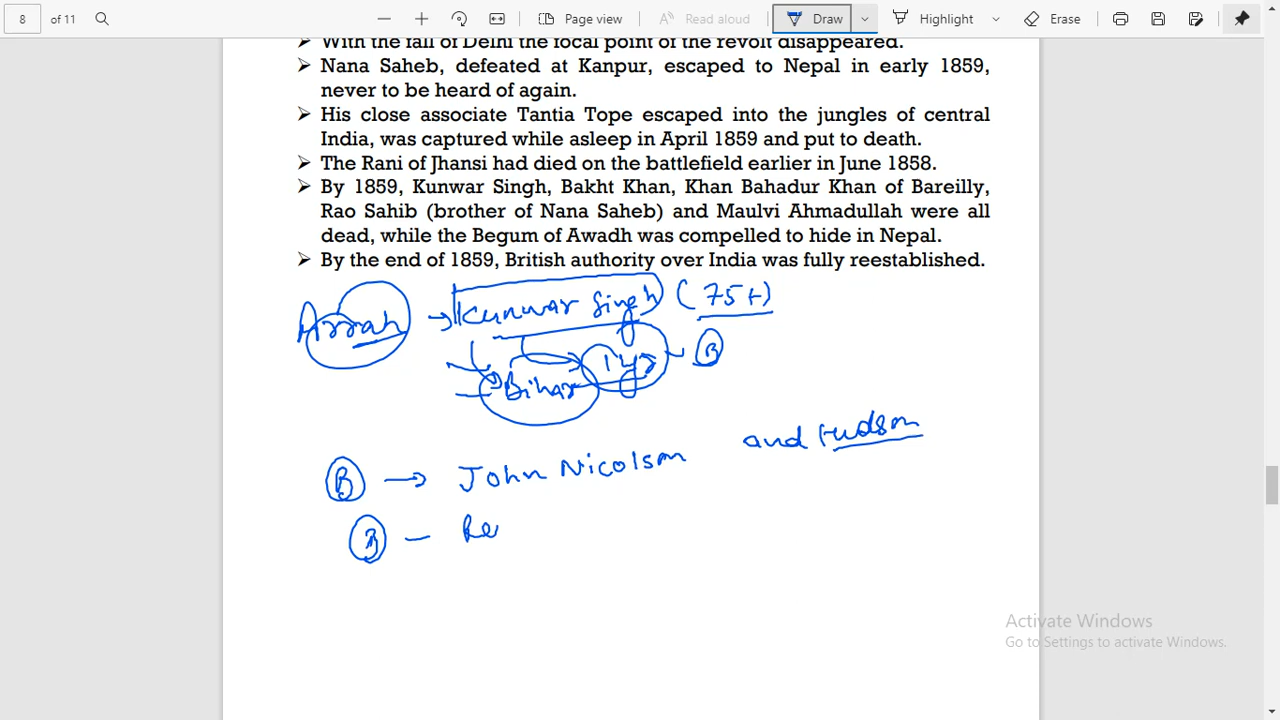 8 of 11 Page view Read aloud Draw Highlight Erase
With the fall of Delhi the focal point of the revolt disappeared.
➤ Nana Saheb, defeated at Kanpur, escaped to Nepal in early 1859,
never to be heard of again.
➤ His close associate Tantia Tope escaped into the jungles of central
India, was captured while asleep in April 1859 and put to death.
➤ The Rani of Jhansi had died on the battlefield earlier in June 1858.
➤ By 1859, Kunwar Singh, Bakht Khan, Khan Bahadur Khan of Bareilly,
Rao Sahib (brother of Nana Saheb) and Maulvi Ahmadullah were all
dead, while the Begum of Awadh was compelled to hide in Nepal.
➤ By the end of 1859, British authority over India was fully reestablished.
Arrah → Kunwar Singh (75+)
Bihar
B → John Nicolson and Hudson
B – Re
Activate Windows
Go to Settings to activate Windows.